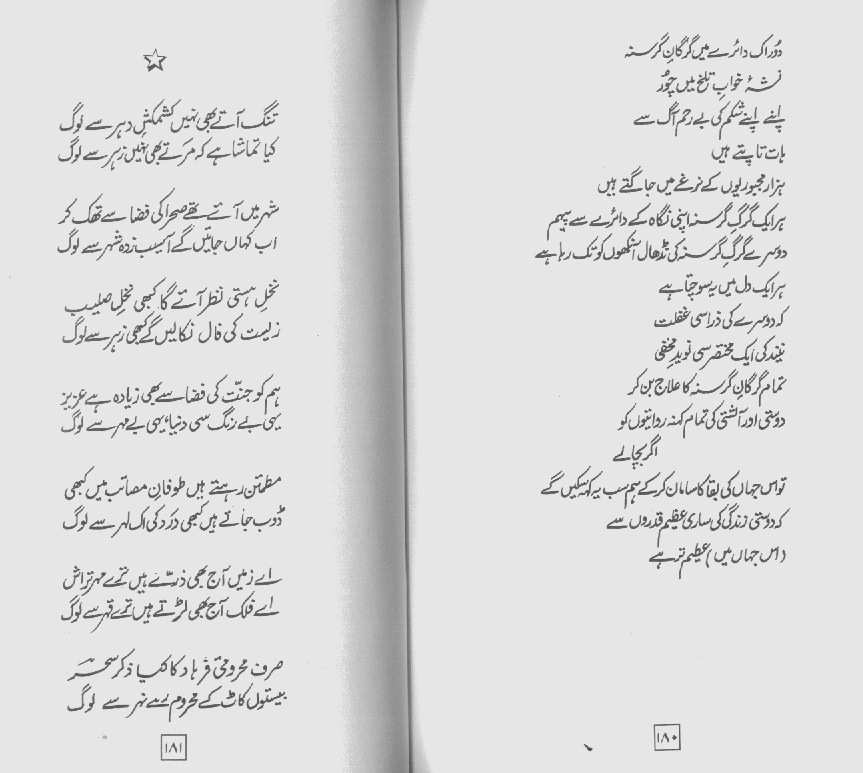 دُور اک دائرے میں گرگانِ گرسنہ
نشۂ خوابِ تلخ میں چُور
اپنے اپنے شکم کی بے رحم آگ سے
ہات تاپتے ہیں
ہزار مجبوریوں کے نرغے میں جاگتے ہیں
ہر ایک گرگِ گرسنہ اپنی نگاہ کے دائرے سے پیہم
دوسرے گرگِ گرسنہ کی نڈھال آنکھوں کو تک رہا ہے
ہر ایک دل میں یہ سوچتا ہے
کہ دوسرے کی ذرا سی غفلت
نیند کی ایک مختصر سی نویدِ مخفی
تمام گرگانِ گرسنہ کا علاج بن کر
دوستی اور آشتی کی تمام کہنہ روایتوں کو
اگر بچالے
تو اس جہاں کی بقا کا سامان کر کے ہم سب یہ کہہ سکیں گے
کہ دوستی زندگی کی ساری عظیم قدروں سے
(اس جہاں میں) عظیم تر ہے
۱۸۰
تنگ آتے بھی نہیں کشمکشِ دہر سے لوگ
کیا تماشا ہے کہ مرتے بھی نہیں زہر سے لوگ
شہر میں آئے تھے صحرا کی فضا سے تھک کر
اب کہاں جائیں گے آسیب زدہ شہر سے لوگ
نخلِ ہستی نظر آئے گا کبھی نخلِ صلیب
زیست کی فال نکالیں گے کبھی زہر سے لوگ
ہم کو جنّت کی فضا سے بھی زیادہ ہے عزیز
یہی بے رنگ سی دنیا، یہی بے مہر سے لوگ
مطمئن رہتے ہیں طوفانِ مصائب میں کبھی
ڈوب جاتے ہیں کبھی درد کی اک لہر سے لوگ
اے زمیں آج بھی ذرّے ہیں ترے مہر تراش
اے فلک آج بھی لڑتے ہیں ترے قہر سے لوگ
صرف محرومیٔ فرہاد کا کیا ذکر سحرؔ
بیستوں کاٹ کے محروم رہے نہر سے لوگ
۱۸۱